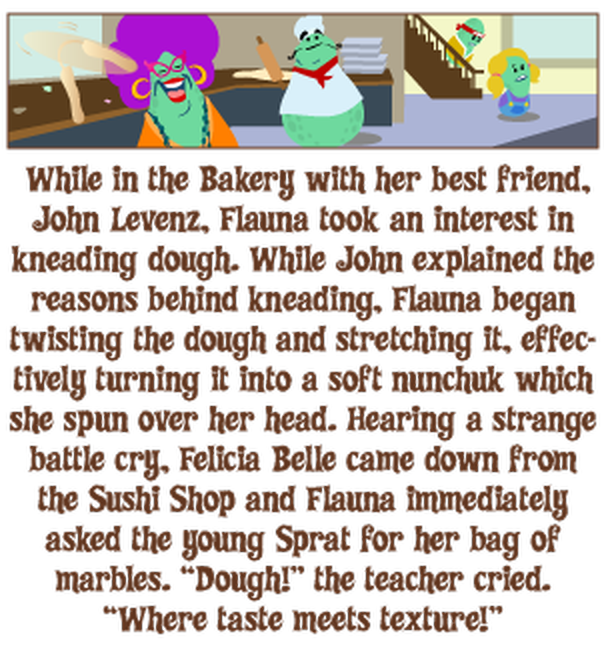 While in the Bakery with her best friend,
John Levenz, Flauna took an interest in
kneading dough. While John explained the
reasons behind kneading, Flauna began
twisting the dough and stretching it, effec-
tively turning it into a soft nunchuk which
she spun over her head. Hearing a strange
battle cry, Felicia Belle came down from
the Sushi Shop and Flauna immediately
asked the young Sprat for her bag of
marbles. “Dough!” the teacher cried.
“Where taste meets texture!”